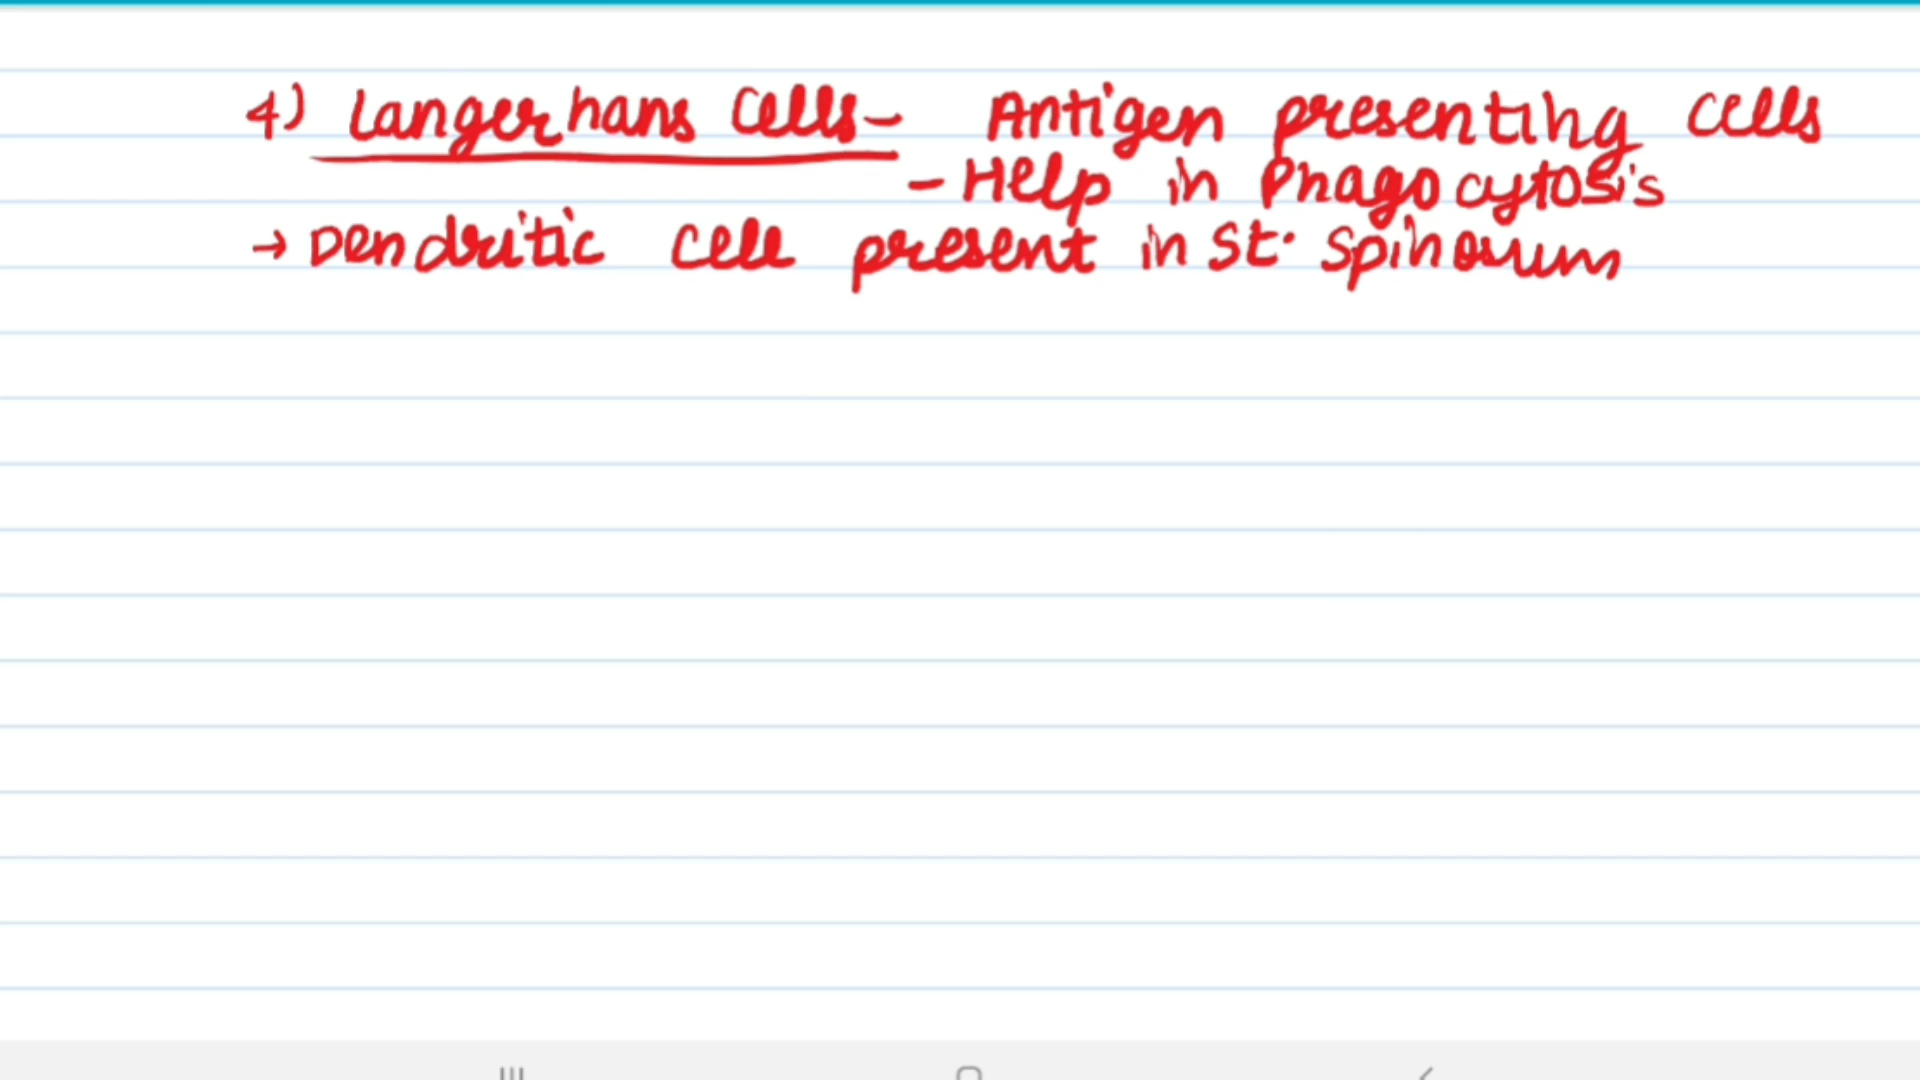 4) Langerhans Cells - Antigen presenting cells
- Help in Phagocytosis
→ Dendritic cell present in St. Spinosum